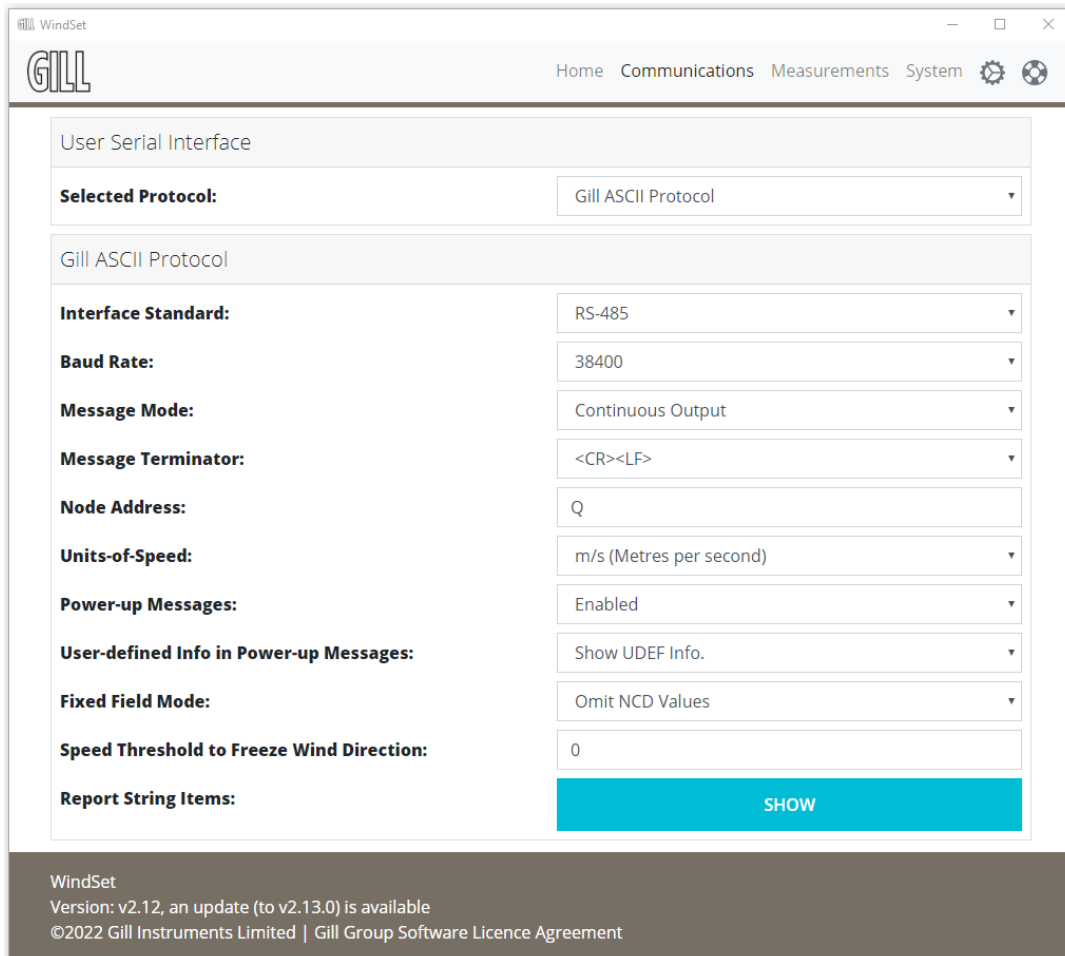 GILL WindSet
GILL
Home Communications Measurements System
User Serial Interface
Selected Protocol: Gill ASCII Protocol
Gill ASCII Protocol
Interface Standard: RS-485
Baud Rate: 38400
Message Mode: Continuous Output
Message Terminator: <CR><LF>
Node Address: Q
Units-of-Speed: m/s (Metres per second)
Power-up Messages: Enabled
User-defined Info in Power-up Messages: Show UDEF Info.
Fixed Field Mode: Omit NCD Values
Speed Threshold to Freeze Wind Direction: 0
Report String Items: SHOW
WindSet
Version: v2.12, an update (to v2.13.0) is available
©2022 Gill Instruments Limited | Gill Group Software Licence Agreement